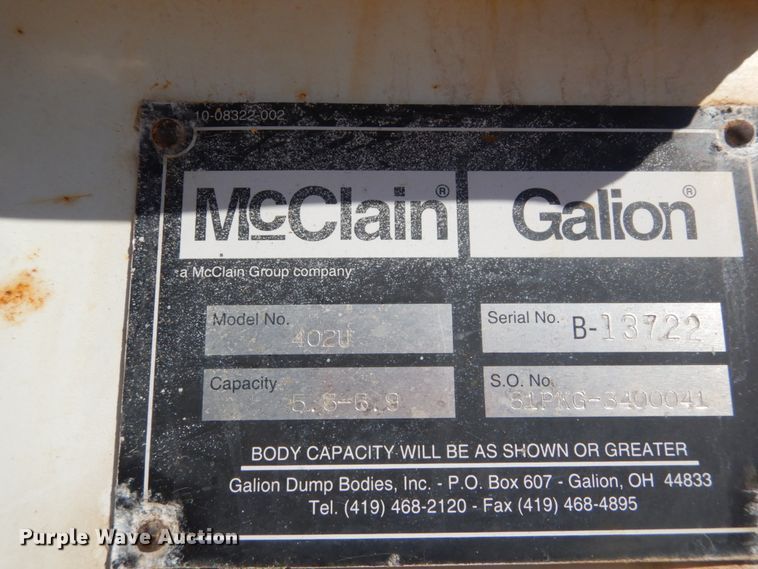 10-08322-002
McClain® Galion®
a McClain Group company
Model No. 402U
Serial No. B-13722
Capacity 5.8-6.9
S.O. No. 51PKG-3400041
BODY CAPACITY WILL BE AS SHOWN OR GREATER
Galion Dump Bodies, Inc. - P.O. Box 607 - Galion, OH 44833
Tel. (419) 468-2120 - Fax (419) 468-4895
Purple Wave Auction